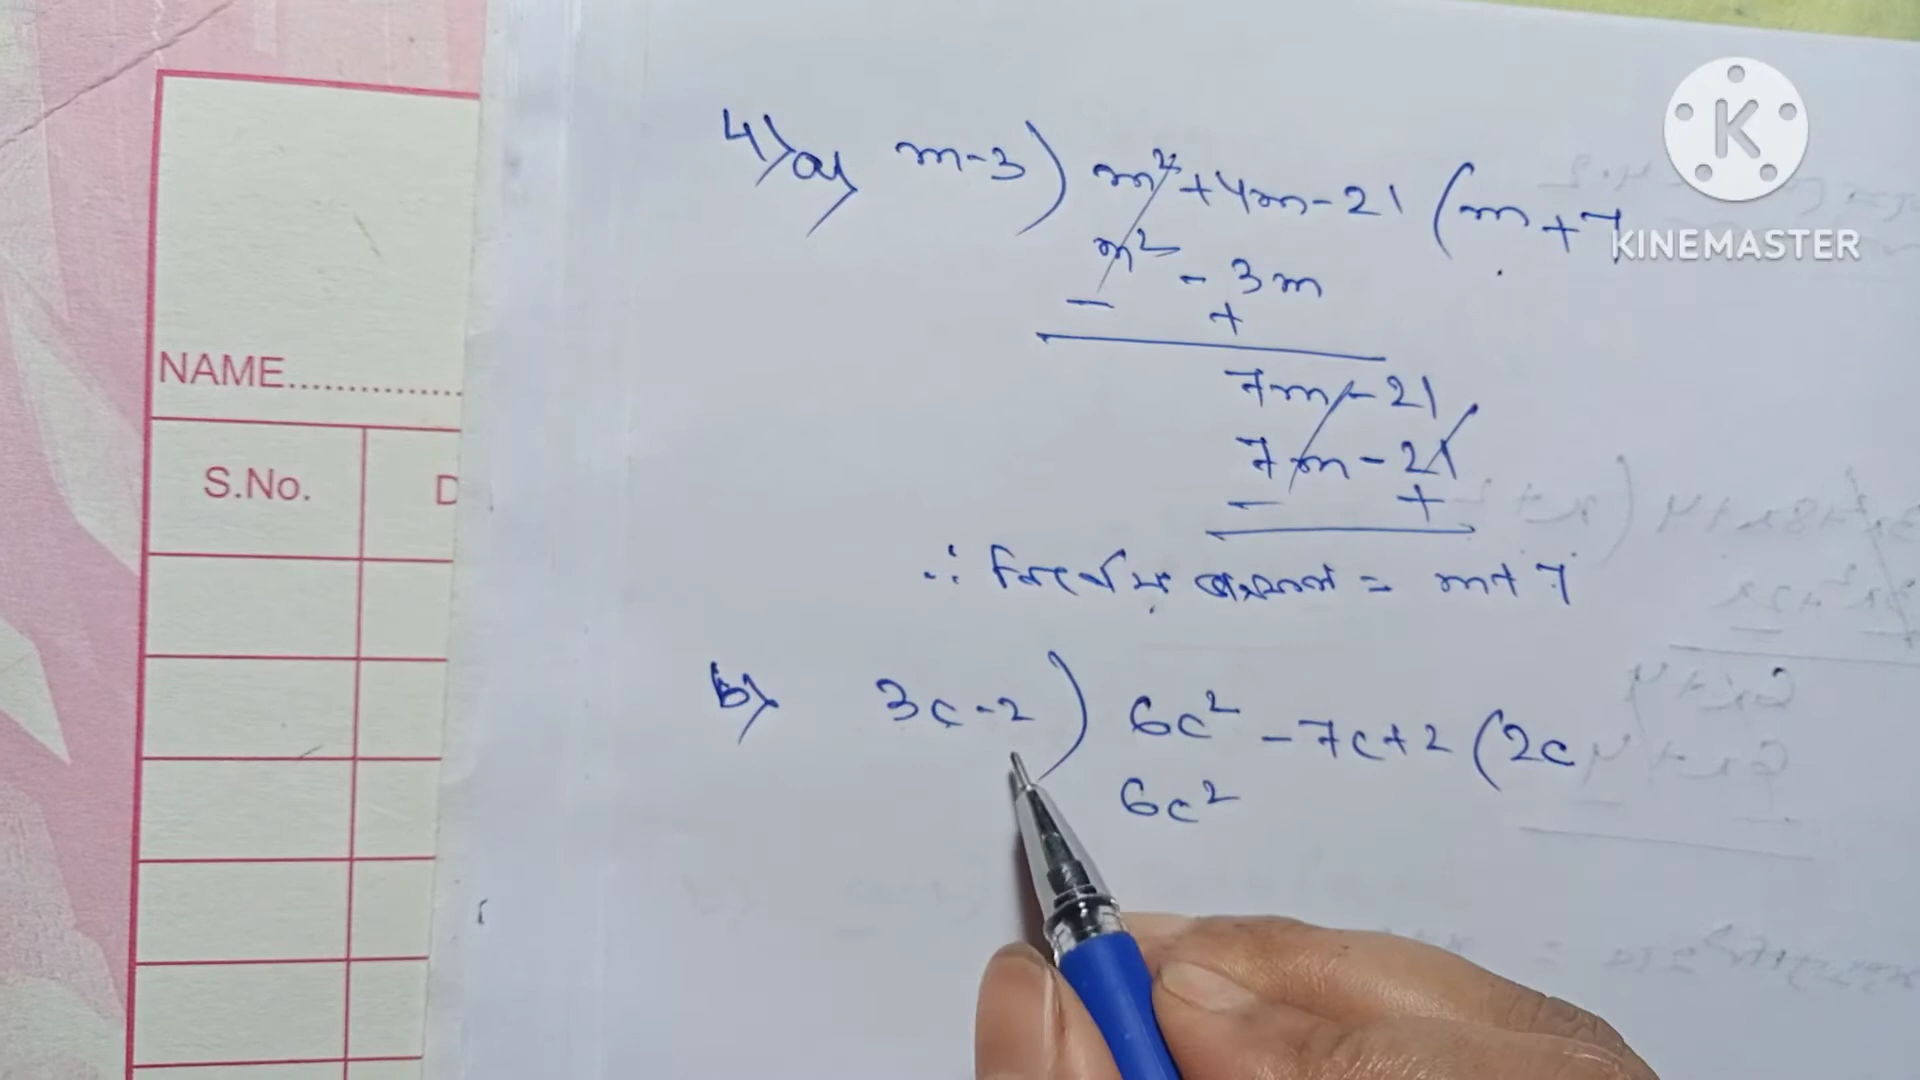 4) a) m-3) m² + 4m - 21 (m + 7
m² - 3m
- +
7m - 21
7m - 21
- +
∴ নির্ণেয় = m + 7
b) 3c - 2) 6c² - 7c + 2 (2c
6c²
NAME
S.No. D
KINEMASTER